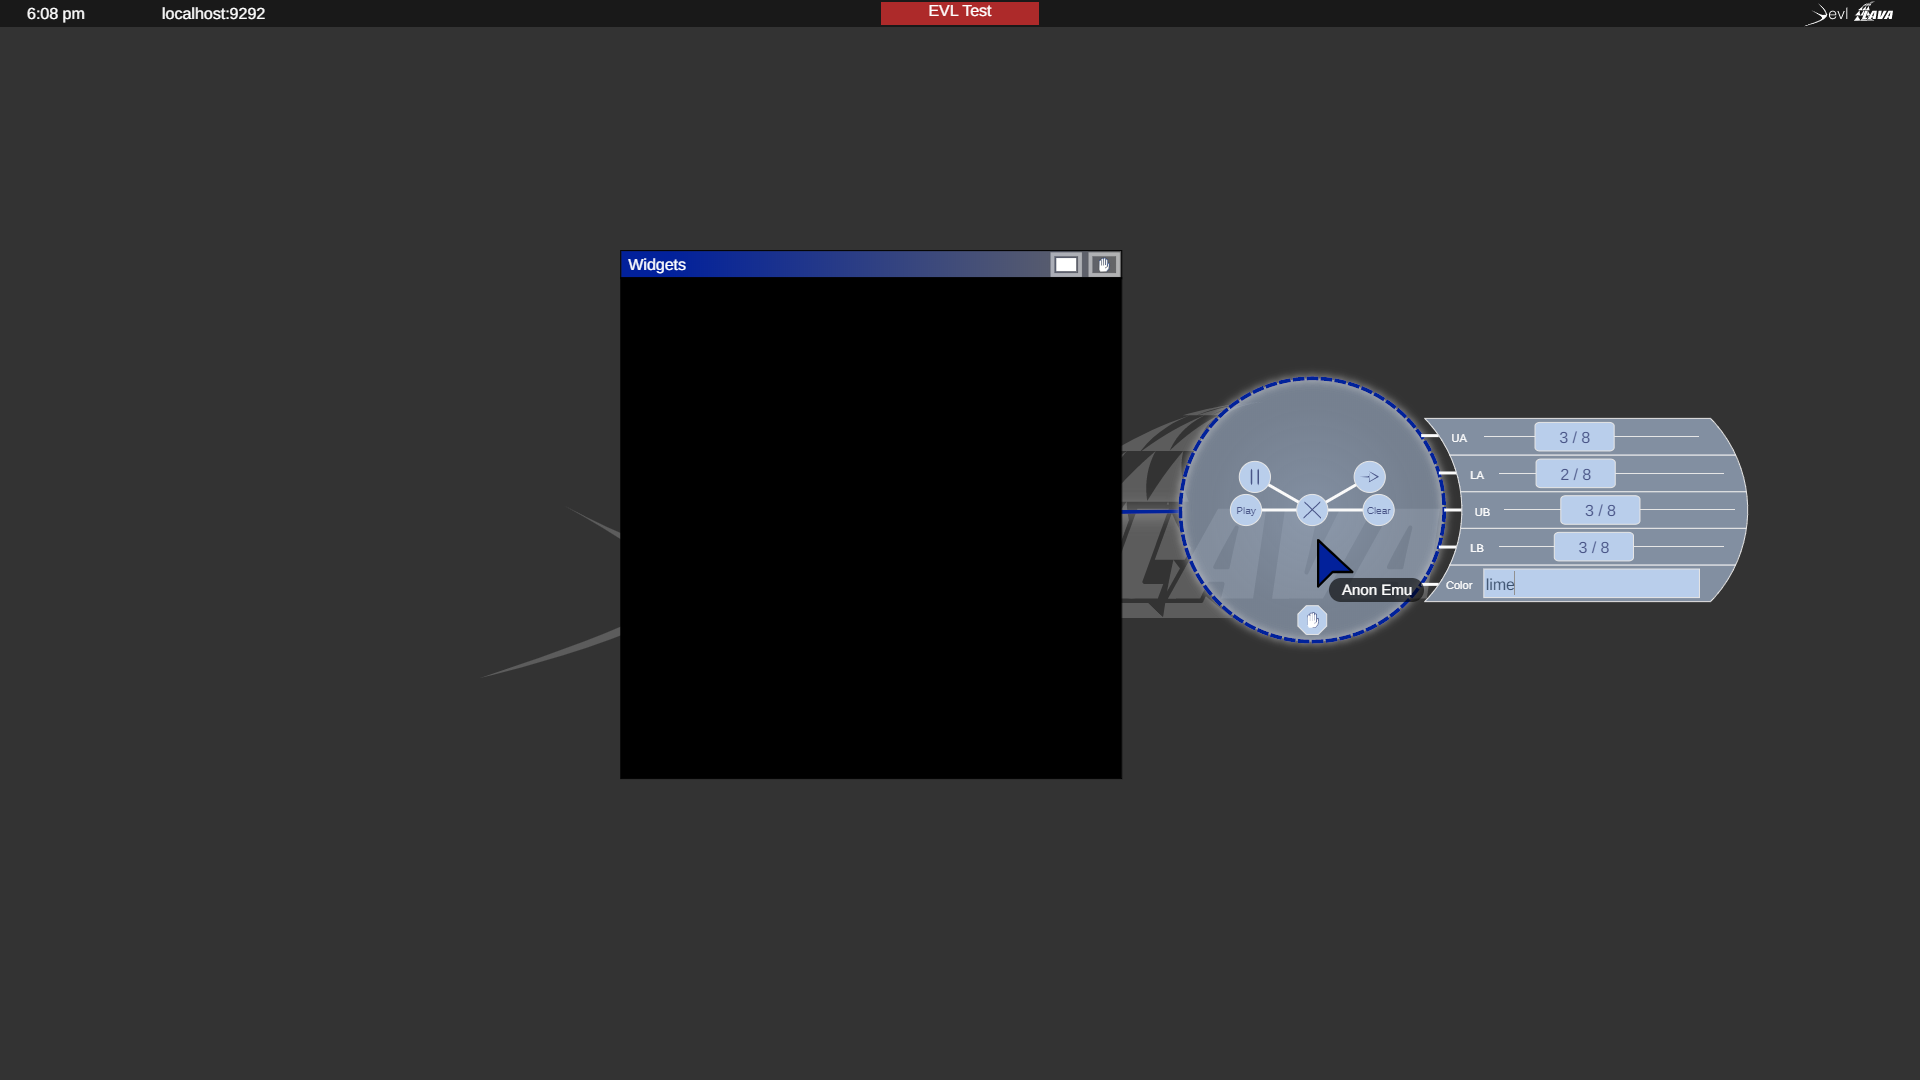 6:08 pm
localhost:9292
EVL Test
evl LAVA
Widgets
UA 3 / 8
LA 2 / 8
Play
Clear
UB 3 / 8
LB 3 / 8
Color lime
Anon Emu
LAVA